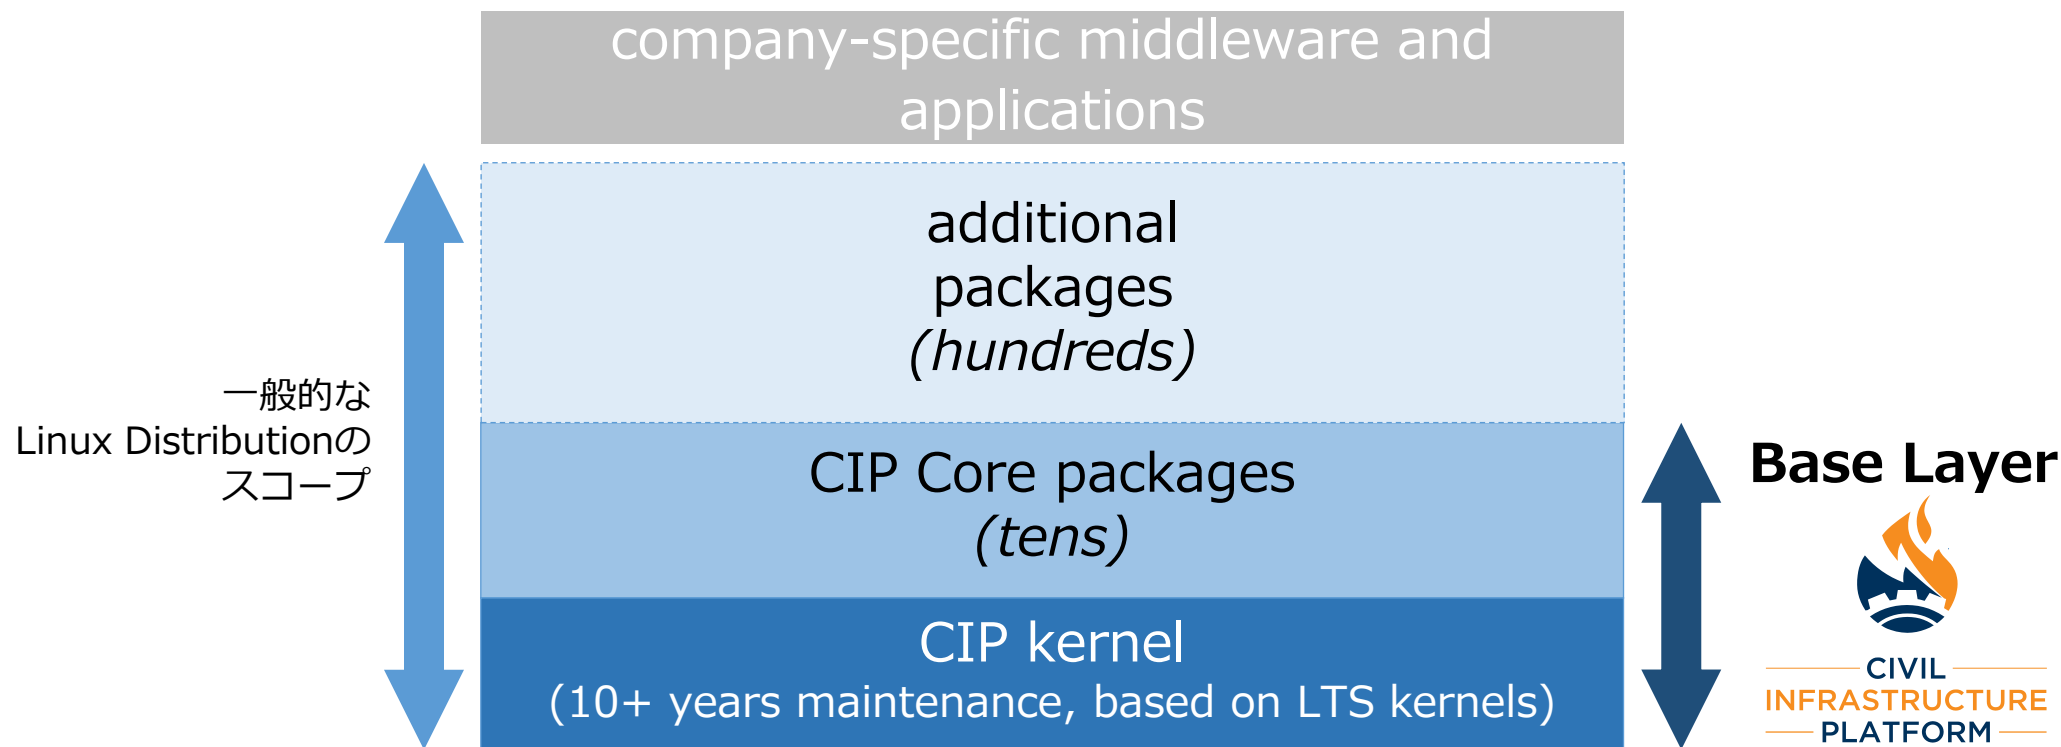 company-specific middleware and
applications
additional
packages
(hundreds)
一般的な
Linux Distributionの
スコープ
CIP Core packages
(tens)
Base Layer
CIP kernel
(10+ years maintenance, based on LTS kernels)
CIVIL
INFRASTRUCTURE
PLATFORM